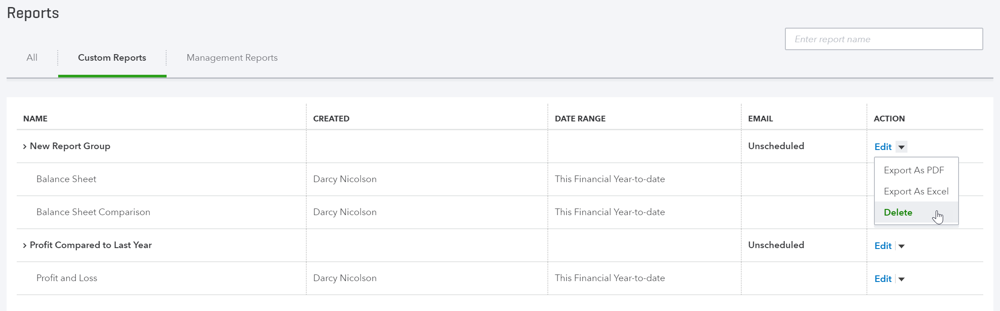 Reports
Enter report name
All Custom Reports Management Reports
NAME CREATED DATE RANGE EMAIL ACTION
New Report Group Unscheduled Edit
Export As PDF
Balance Sheet Darcy Nicolson This Financial Year-to-date
Export As Excel
Balance Sheet Comparison Darcy Nicolson This Financial Year-to-date
Delete
Profit Compared to Last Year Unscheduled Edit
Profit and Loss Darcy Nicolson This Financial Year-to-date Edit